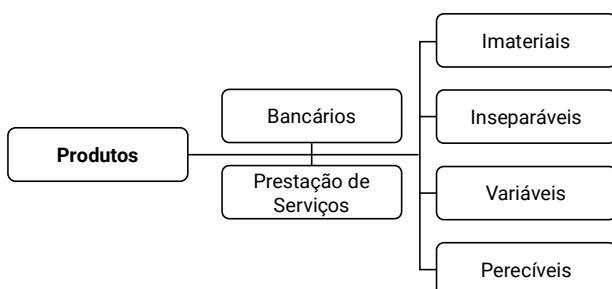 Produtos
Bancários
Prestação de
Serviços
Imateriais
Inseparáveis
Variáveis
Perecíveis